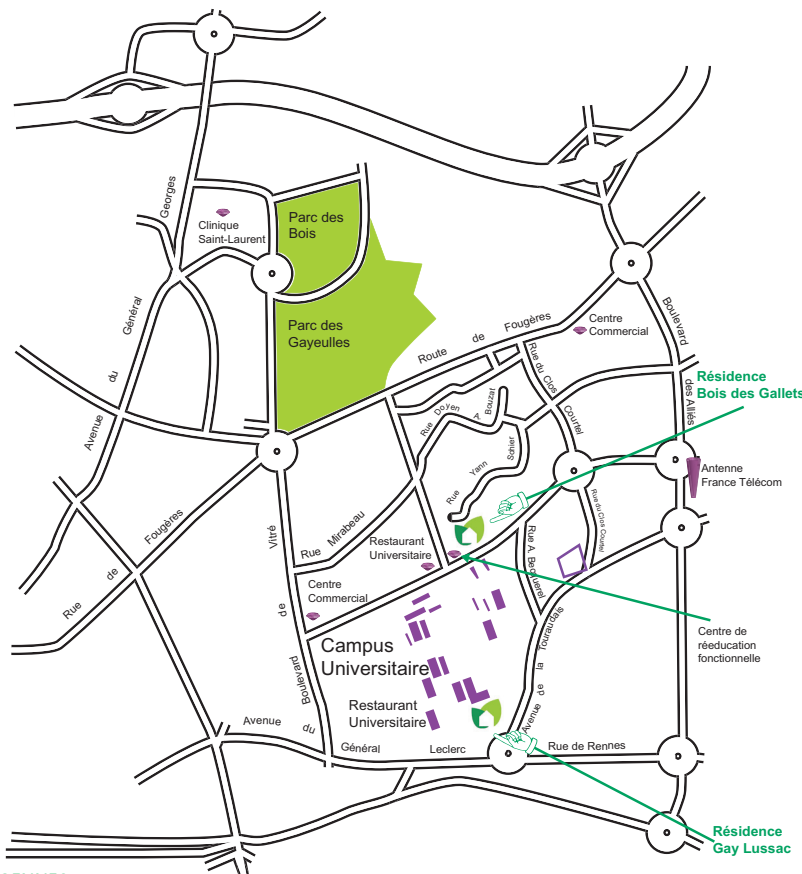 Georges
Clinique
Saint-Laurent
Parc des
Bois
Parc des
Gayeulles
Général
du
Avenue
Route de Fougères
Centre
Commercial
Boulevard
des Alliés
Rue du Clos
Courtel
Résidence
Bois des Gallets
Rue Doyen A. Bouzat
Rue Yann Sohier
Antenne
France Télécom
Rue du Clos Courtel
Rue de Fougères
Vitré
de
Boulevard
Rue Mirabeau
Restaurant
Universitaire
Rue A. Becquerel
Centre
Commercial
Campus
Universitaire
Restaurant
Universitaire
Avenue de la Touraudais
Centre de
réeducation
fonctionnelle
Avenue du
Général Leclerc
Rue de Rennes
Résidence
Gay Lussac